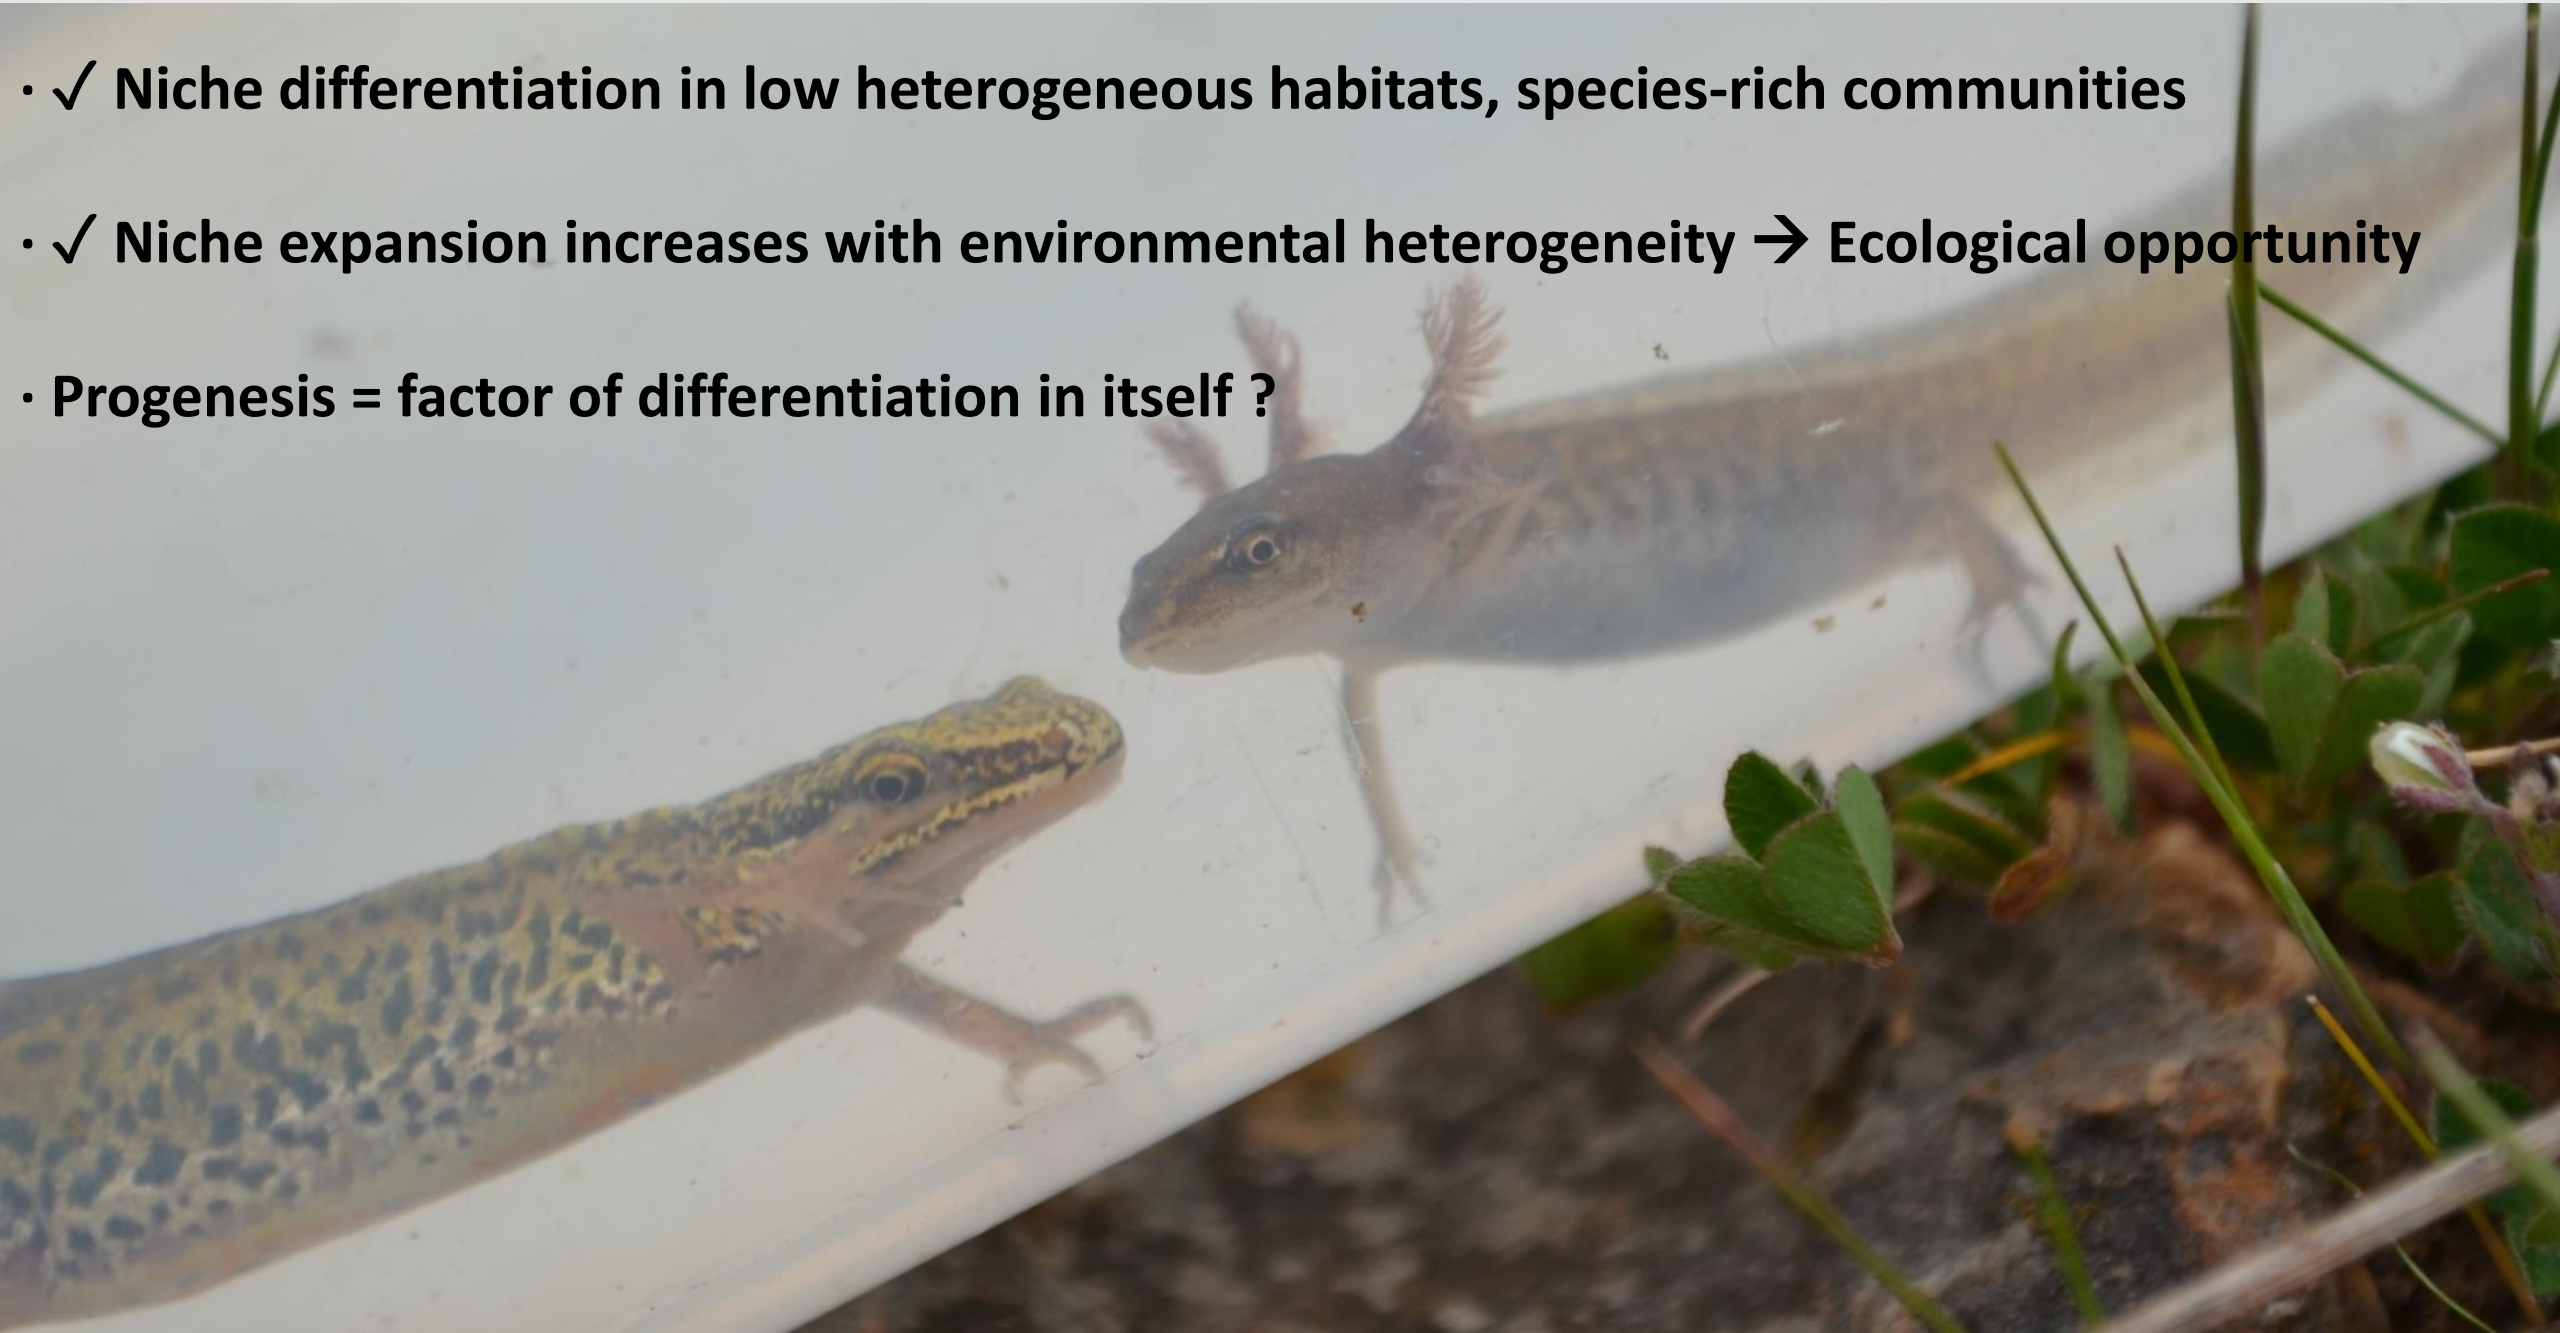 · ✓ Niche differentiation in low heterogeneous habitats, species-rich communities
· ✓ Niche expansion increases with environmental heterogeneity → Ecological opportunity
· Progenesis = factor of differentiation in itself ?